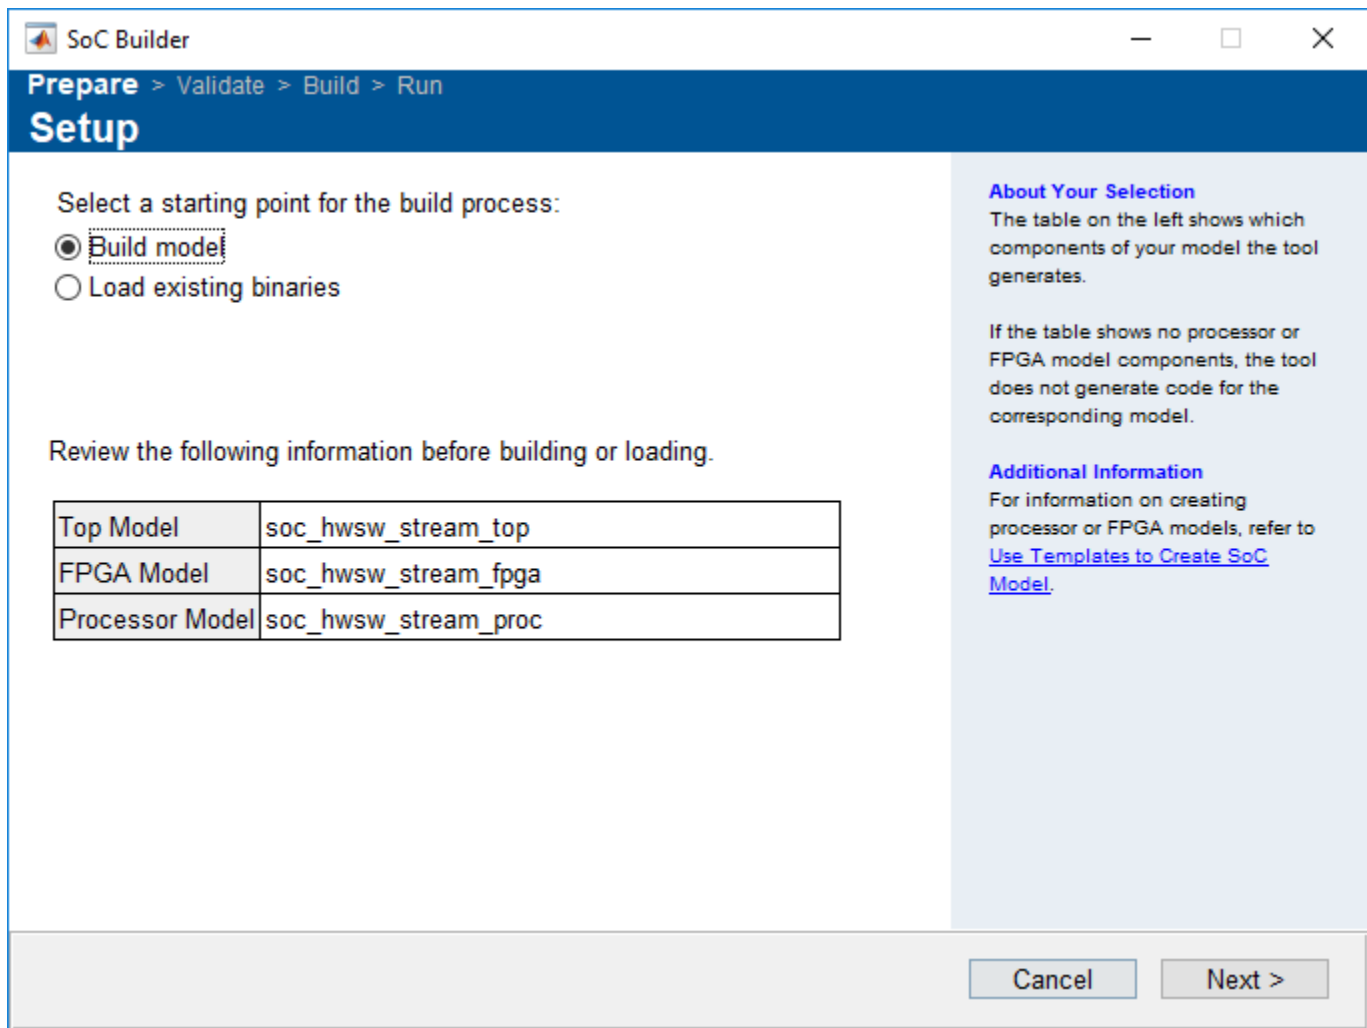 SoC Builder
Prepare > Validate > Build > Run
Setup
Select a starting point for the build process:
Build model
Load existing binaries
Review the following information before building or loading.
Top Model soc_hwsw_stream_top
FPGA Model soc_hwsw_stream_fpga
Processor Model soc_hwsw_stream_proc
About Your Selection
The table on the left shows which
components of your model the tool
generates.
If the table shows no processor or
FPGA model components, the tool
does not generate code for the
corresponding model.
Additional Information
For information on creating
processor or FPGA models, refer to
Use Templates to Create SoC
Model.
Cancel
Next >